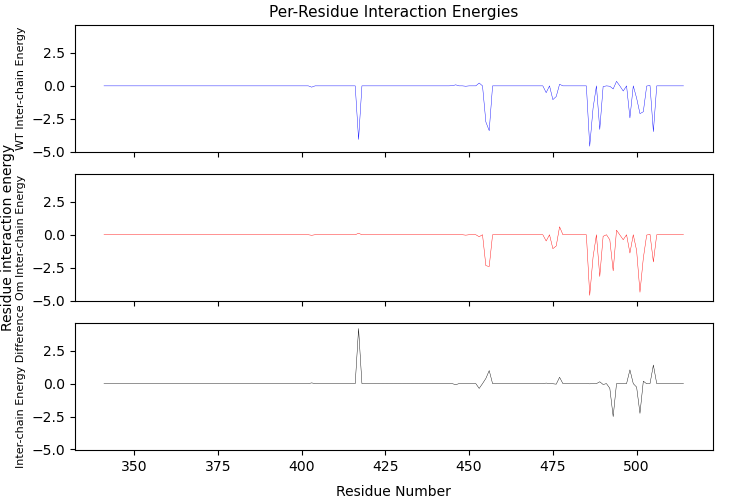 Per-Residue Interaction Energies
WT Inter-chain Energy
2.5
0.0
−2.5
−5.0
Residue interaction energy
Om Inter-chain Energy
2.5
0.0
−2.5
−5.0
Inter-chain Energy Difference
2.5
0.0
−2.5
−5.0
350 375 400 425 450 475 500
Residue Number